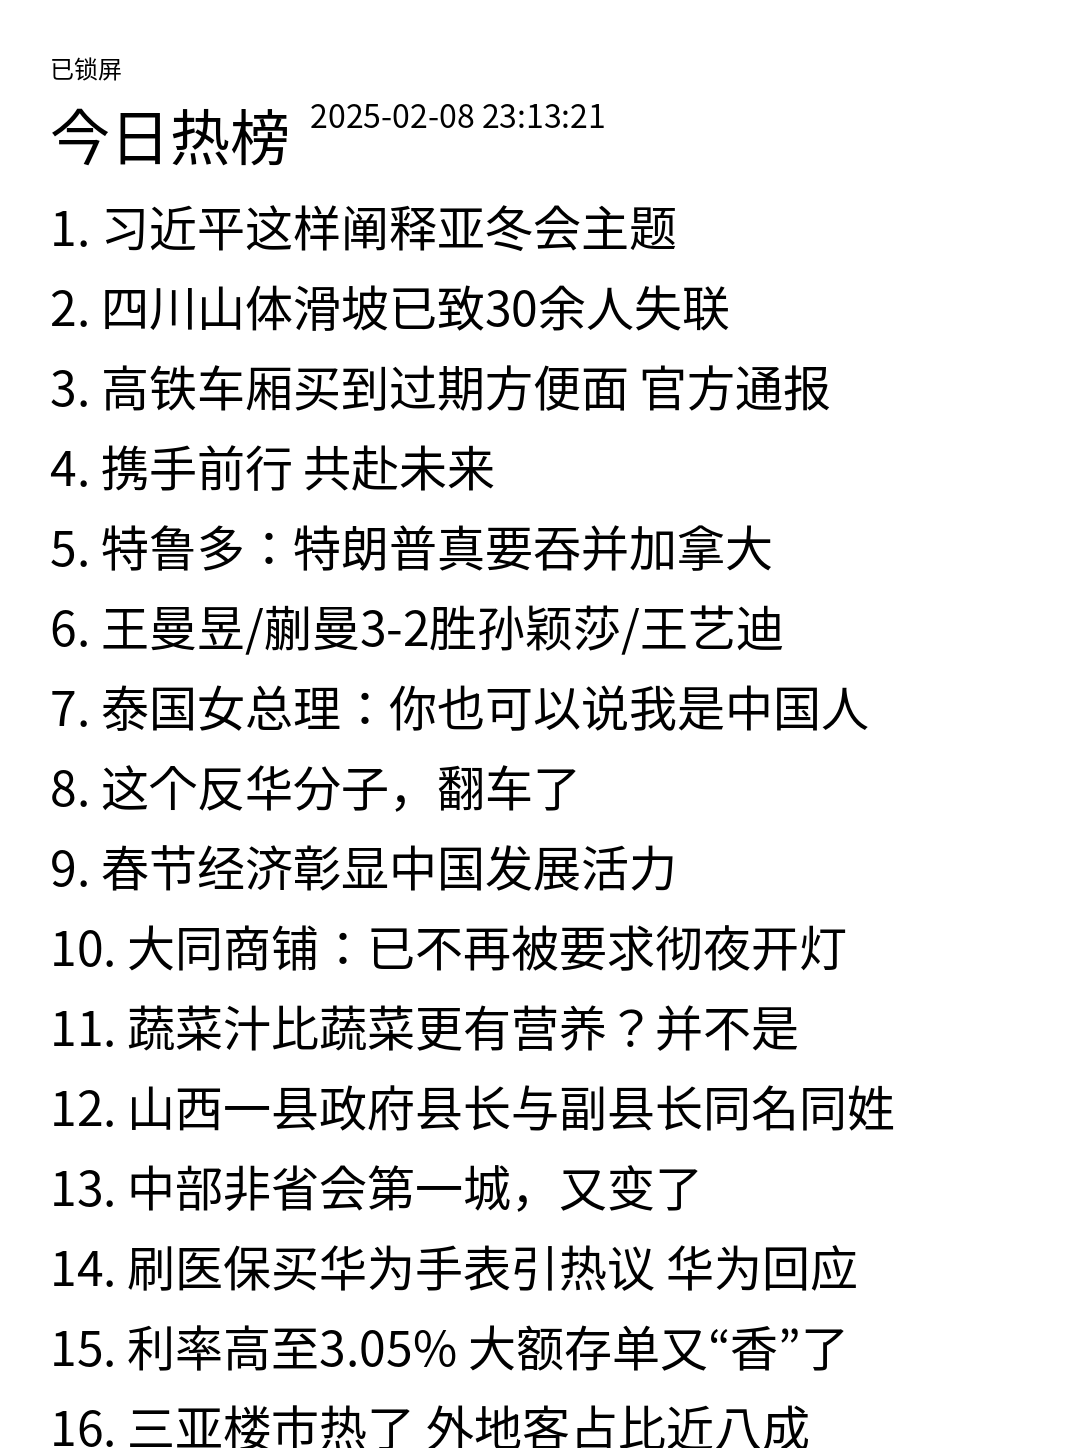 已锁屏
今日热榜 2025-02-08 23:13:21
1. 习近平这样阐释亚冬会主题
2. 四川山体滑坡已致30余人失联
3. 高铁车厢买到过期方便面 官方通报
4. 携手前行 共赴未来
5. 特鲁多：特朗普真要吞并加拿大
6. 王曼昱/蒯曼3-2胜孙颖莎/王艺迪
7. 泰国女总理：你也可以说我是中国人
8. 这个反华分子，翻车了
9. 春节经济彰显中国发展活力
10. 大同商铺：已不再被要求彻夜开灯
11. 蔬菜汁比蔬菜更有营养？并不是
12. 山西一县政府县长与副县长同名同姓
13. 中部非省会第一城，又变了
14. 刷医保买华为手表引热议 华为回应
15. 利率高至3.05% 大额存单又“香”了
16. 三亚楼市热了 外地客占比近八成